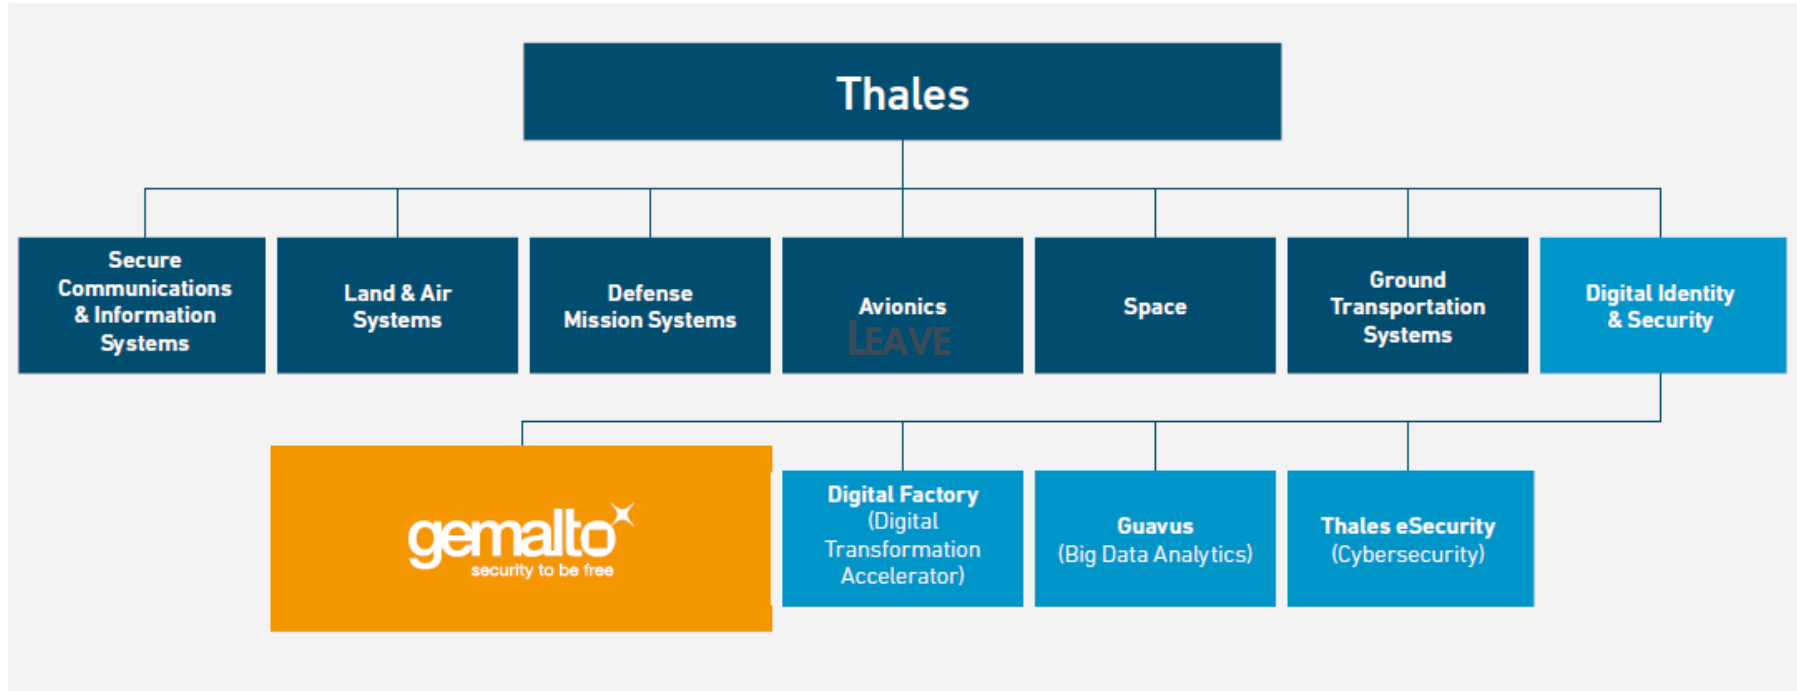 Thales
Secure
Communications
& Information
Systems
Land & Air
Systems
Defense
Mission Systems
Avionics
LEAVE
Space
Ground
Transportation
Systems
Digital Identity
& Security
gemalto
security to be free
Digital Factory
(Digital
Transformation
Accelerator)
Guavus
(Big Data Analytics)
Thales eSecurity
(Cybersecurity)